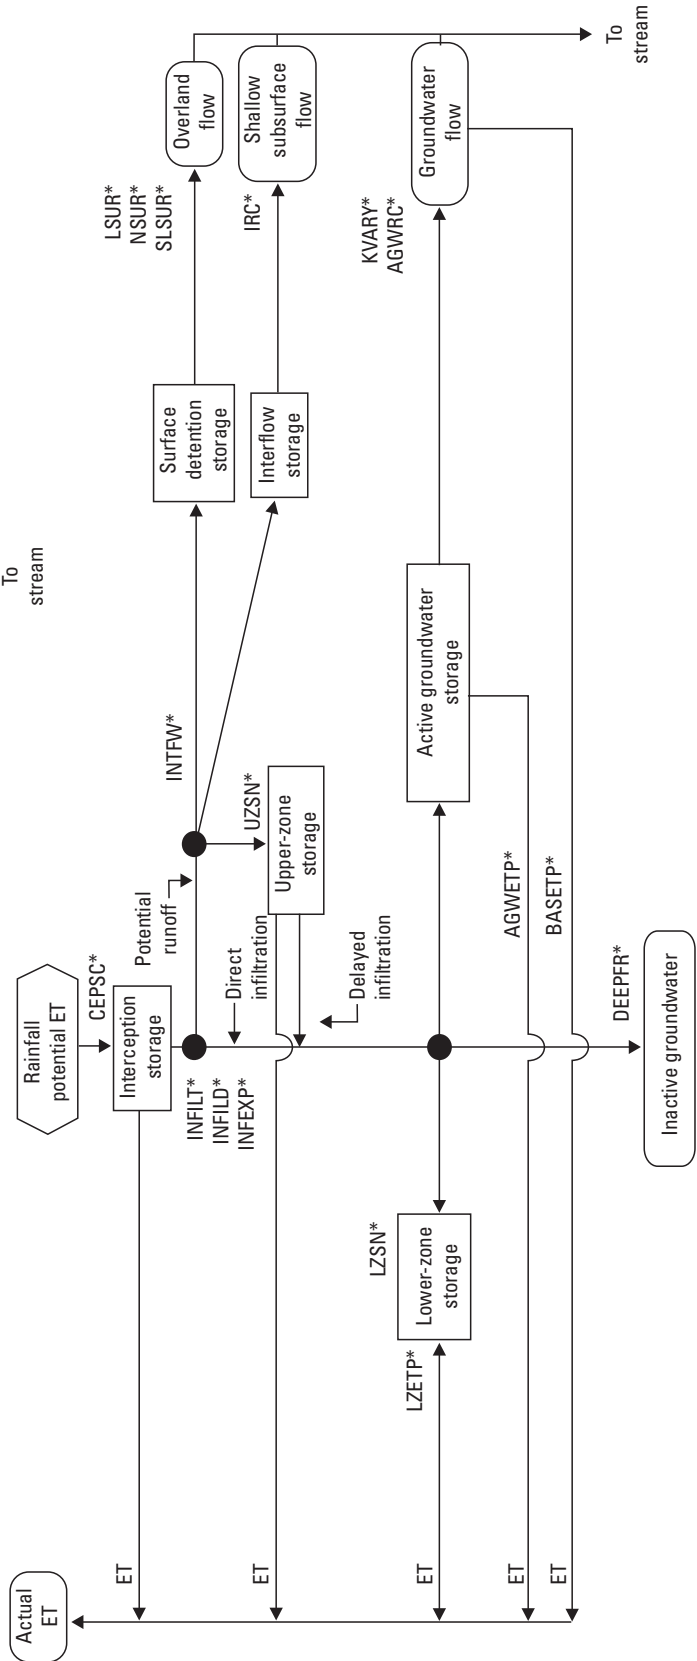 Actual
ET
ET
ET
ET
ET
ET
Rainfall
potential ET
CEPSC*
Interception
storage
INFILT*
INFILD*
INFEXP*
Potential
runoff
Direct
infiltration
Delayed
infiltration
INTFW*
UZSN*
Upper-zone
storage
Surface
detention
storage
Interflow
storage
LSUR*
NSUR*
SLSUR*
IRC*
Overland
flow
Shallow
subsurface
flow
To
stream
LZETP*
LZSN*
Lower-zone
storage
Active groundwater
storage
KVARY*
AGWRC*
Groundwater
flow
AGWETP*
BASETP*
DEEPFR*
Inactive groundwater
To
stream